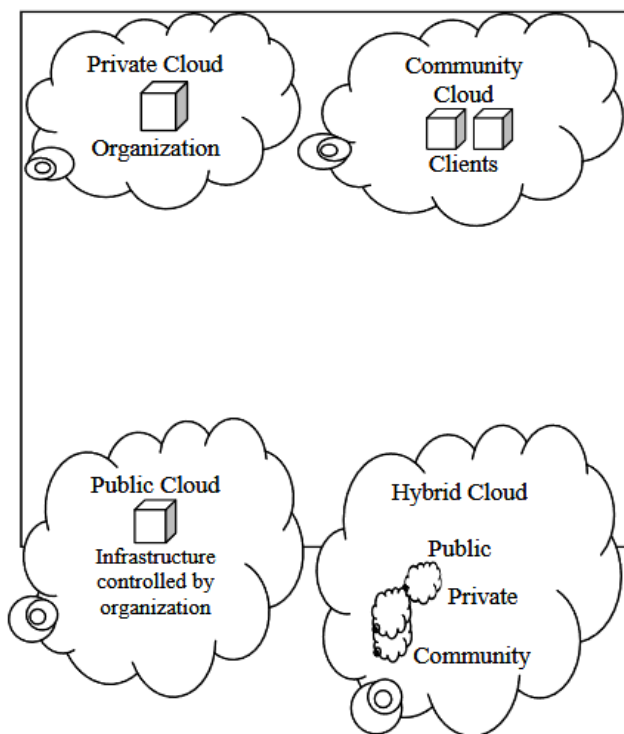 Private Cloud
Organization
Community
Cloud
Clients
Public Cloud
Infrastructure
controlled by
organization
Hybrid Cloud
Public
Private
Community